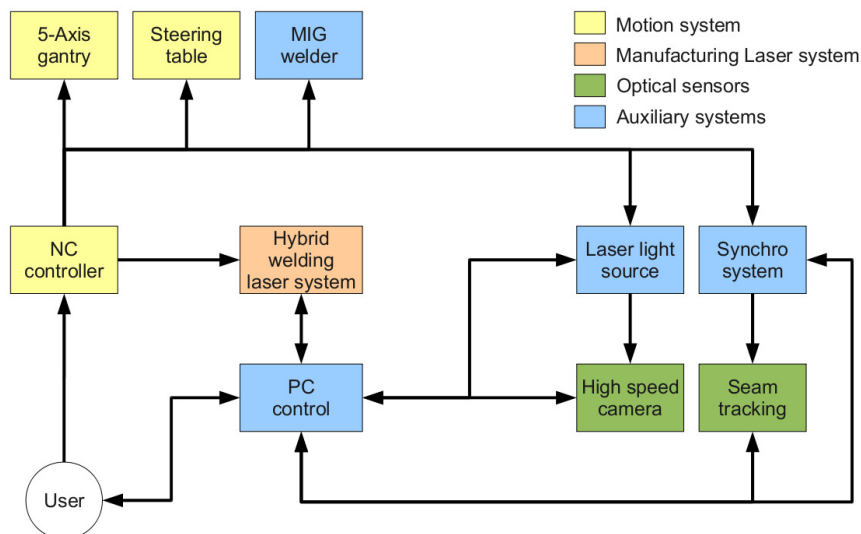 5-Axis
gantry
Steering
table
MIG
welder
Motion system
Manufacturing Laser system
Optical sensors
Auxiliary systems
NC
controller
Hybrid
welding
laser system
Laser light
source
Synchro
system
PC
control
High speed
camera
Seam
tracking
User